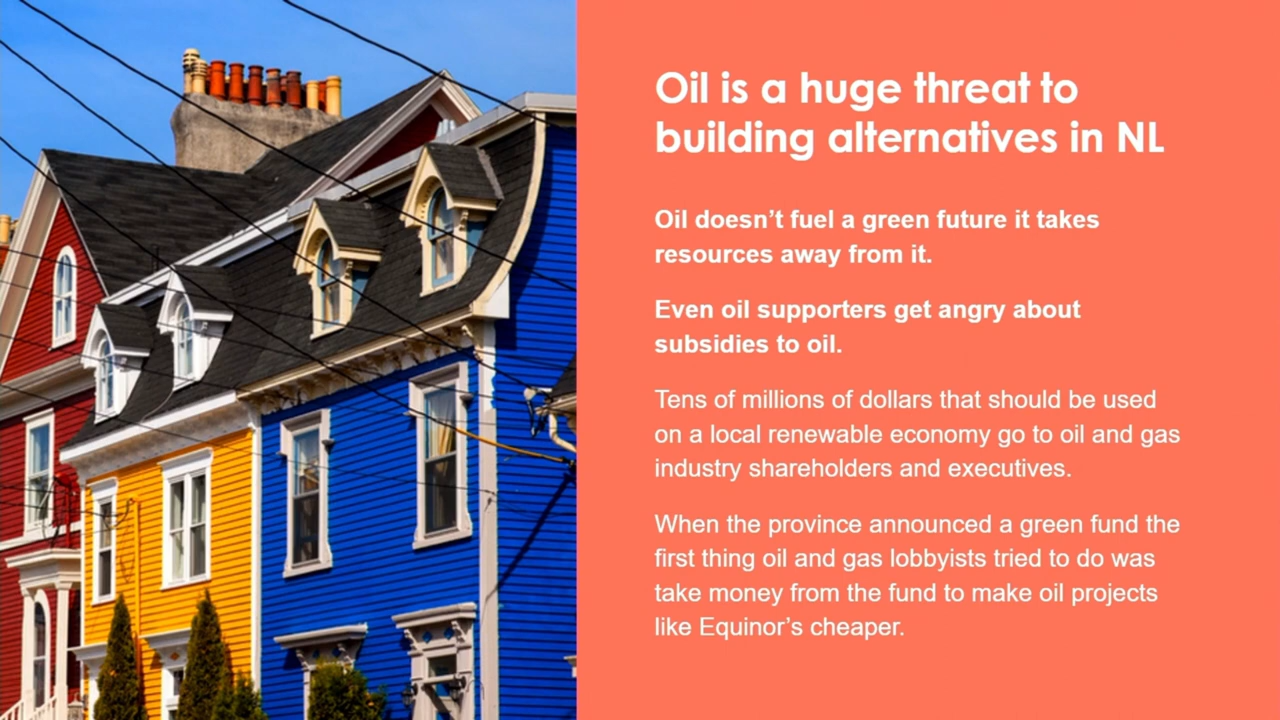 Oil is a huge threat to
building alternatives in NL
Oil doesn’t fuel a green future it takes
resources away from it.
Even oil supporters get angry about
subsidies to oil.
Tens of millions of dollars that should be used
on a local renewable economy go to oil and gas
industry shareholders and executives.
When the province announced a green fund the
first thing oil and gas lobbyists tried to do was
take money from the fund to make oil projects
like Equinor’s cheaper.